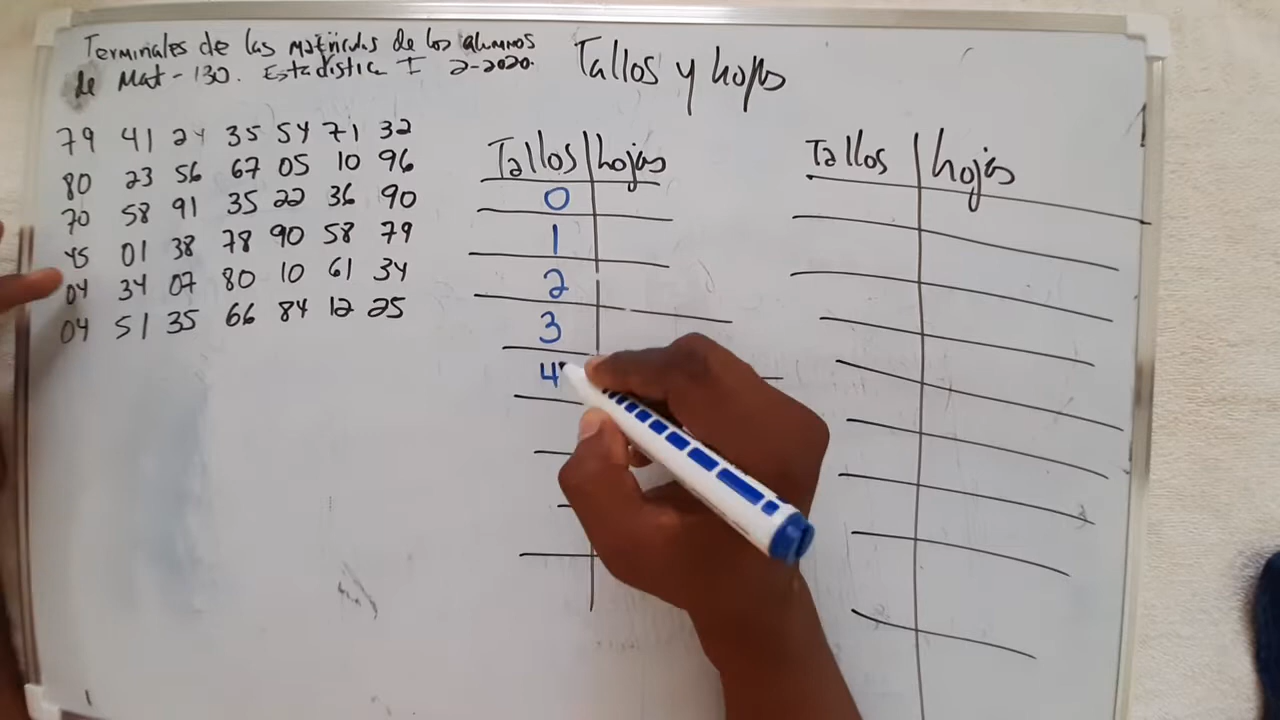 Terminales de las matriculas de los alumnos
de Mat-130. Estadistica I 2-2020.
Tallos y hojas
79 41 24 35 54 71 32
80 23 56 67 05 10 96
70 58 91 35 22 36 90
45 01 38 78 90 58 79
04 34 07 80 10 61 34
04 51 35 66 84 12 25
Tallos hojas
0
1
2
3
4
Tallos hojas